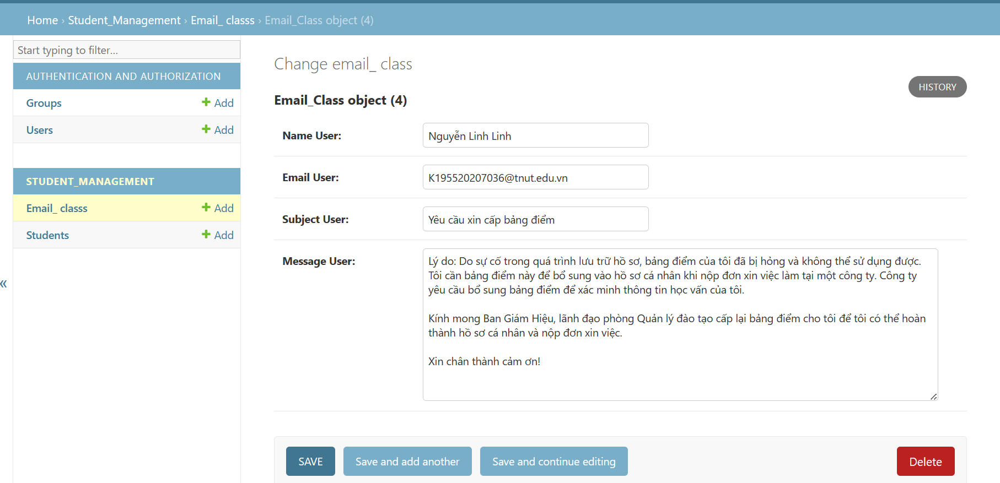 Home › Student_Management › Email_ classs › Email_Class object (4)
Start typing to filter...
AUTHENTICATION AND AUTHORIZATION
Groups + Add
Users + Add
STUDENT_MANAGEMENT
Email_ classs + Add
Students + Add
«
Change email_ class
HISTORY
Email_Class object (4)
Name User: Nguyễn Linh Linh
Email User: K195520207036@tnut.edu.vn
Subject User: Yêu cầu xin cấp bảng điểm
Message User: Lý do: Do sự cố trong quá trình lưu trữ hồ sơ, bảng điểm của tôi đã bị hỏng và không thể sử dụng được.
Tôi cần bảng điểm này để bổ sung vào hồ sơ cá nhân khi nộp đơn xin việc làm tại một công ty. Công ty
yêu cầu bổ sung bảng điểm để xác minh thông tin học vấn của tôi.
Kính mong Ban Giám Hiệu, lãnh đạo phòng Quản lý đào tạo cấp lại bảng điểm cho tôi để tôi có thể hoàn
thành hồ sơ cá nhân và nộp đơn xin việc.
Xin chân thành cảm ơn!
SAVE Save and add another Save and continue editing Delete